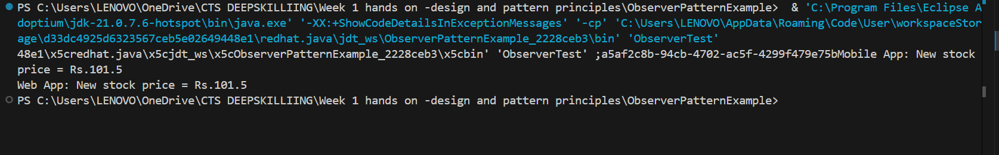 PS C:\Users\LENOVO\OneDrive\CTS DEEPSKILLIING\Week 1 hands on -design and pattern principles\ObserverPatternExample>  & 'C:\Program Files\Eclipse A
doptium\jdk-21.0.7.6-hotspot\bin\java.exe' '-XX:+ShowCodeDetailsInExceptionMessages' '-cp' 'C:\Users\LENOVO\AppData\Roaming\Code\User\workspaceStor
age\d33dc4925d6323567ceb5e02649448e1\redhat.java\jdt_ws\ObserverPatternExample_2228ceb3\bin' 'ObserverTest'
48e1\x5credhat.java\x5cjdt_ws\x5cObserverPatternExample_2228ceb3\x5cbin' 'ObserverTest' ;a5af2c8b-94cb-4702-ac5f-4299f479e75bMobile App: New stock
price = Rs.101.5
Web App: New stock price = Rs.101.5
PS C:\Users\LENOVO\OneDrive\CTS DEEPSKILLIING\Week 1 hands on -design and pattern principles\ObserverPatternExample>